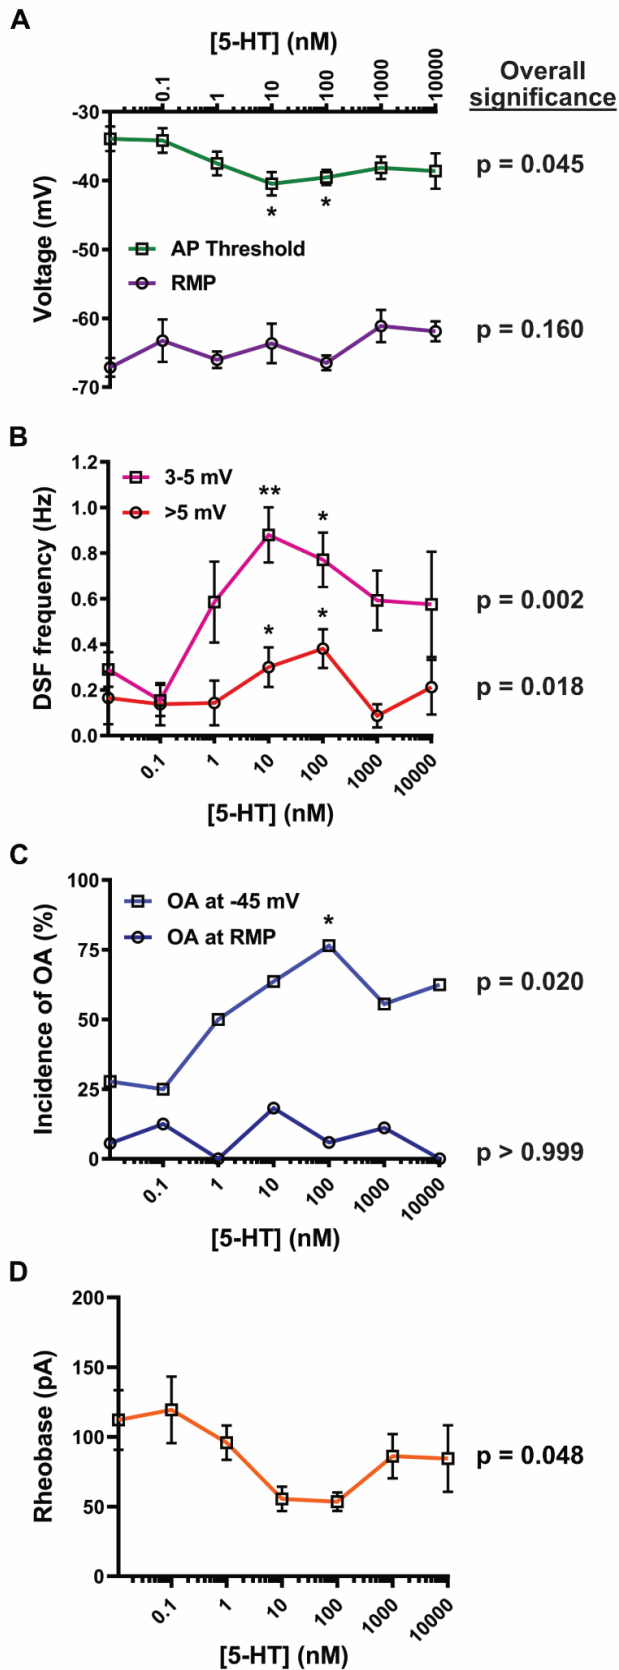 A
[5-HT] (nM)
Overall
significance
0.1
1
10
100
1000
10000
-30
-40
-50
-60
-70
Voltage (mV)
* *
AP Threshold
RMP
p = 0.045
p = 0.160
B
1.2
1.0
0.8
0.6
0.4
0.2
0.0
DSF frequency (Hz)
3-5 mV
>5 mV
** *
* *
p = 0.002
p = 0.018
0.1
1
10
100
1000
10000
[5-HT] (nM)
C
100
75
50
25
0
Incidence of OA (%)
OA at -45 mV
OA at RMP
*
p = 0.020
p > 0.999
0.1
1
10
100
1000
10000
[5-HT] (nM)
D
200
150
100
50
0
Rheobase (pA)
p = 0.048
0.1
1
10
100
1000
10000
[5-HT] (nM)